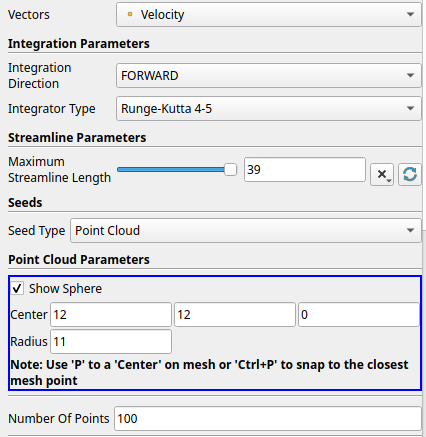 Vectors Velocity
Integration Parameters
Integration
Direction
FORWARD
Integrator Type Runge-Kutta 4-5
Streamline Parameters
Maximum
Streamline Length
39
Seeds
Seed Type Point Cloud
Point Cloud Parameters
Show Sphere
Center 12 12 0
Radius 11
Note: Use 'P' to a 'Center' on mesh or 'Ctrl+P' to snap to the closest
mesh point
Number Of Points 100